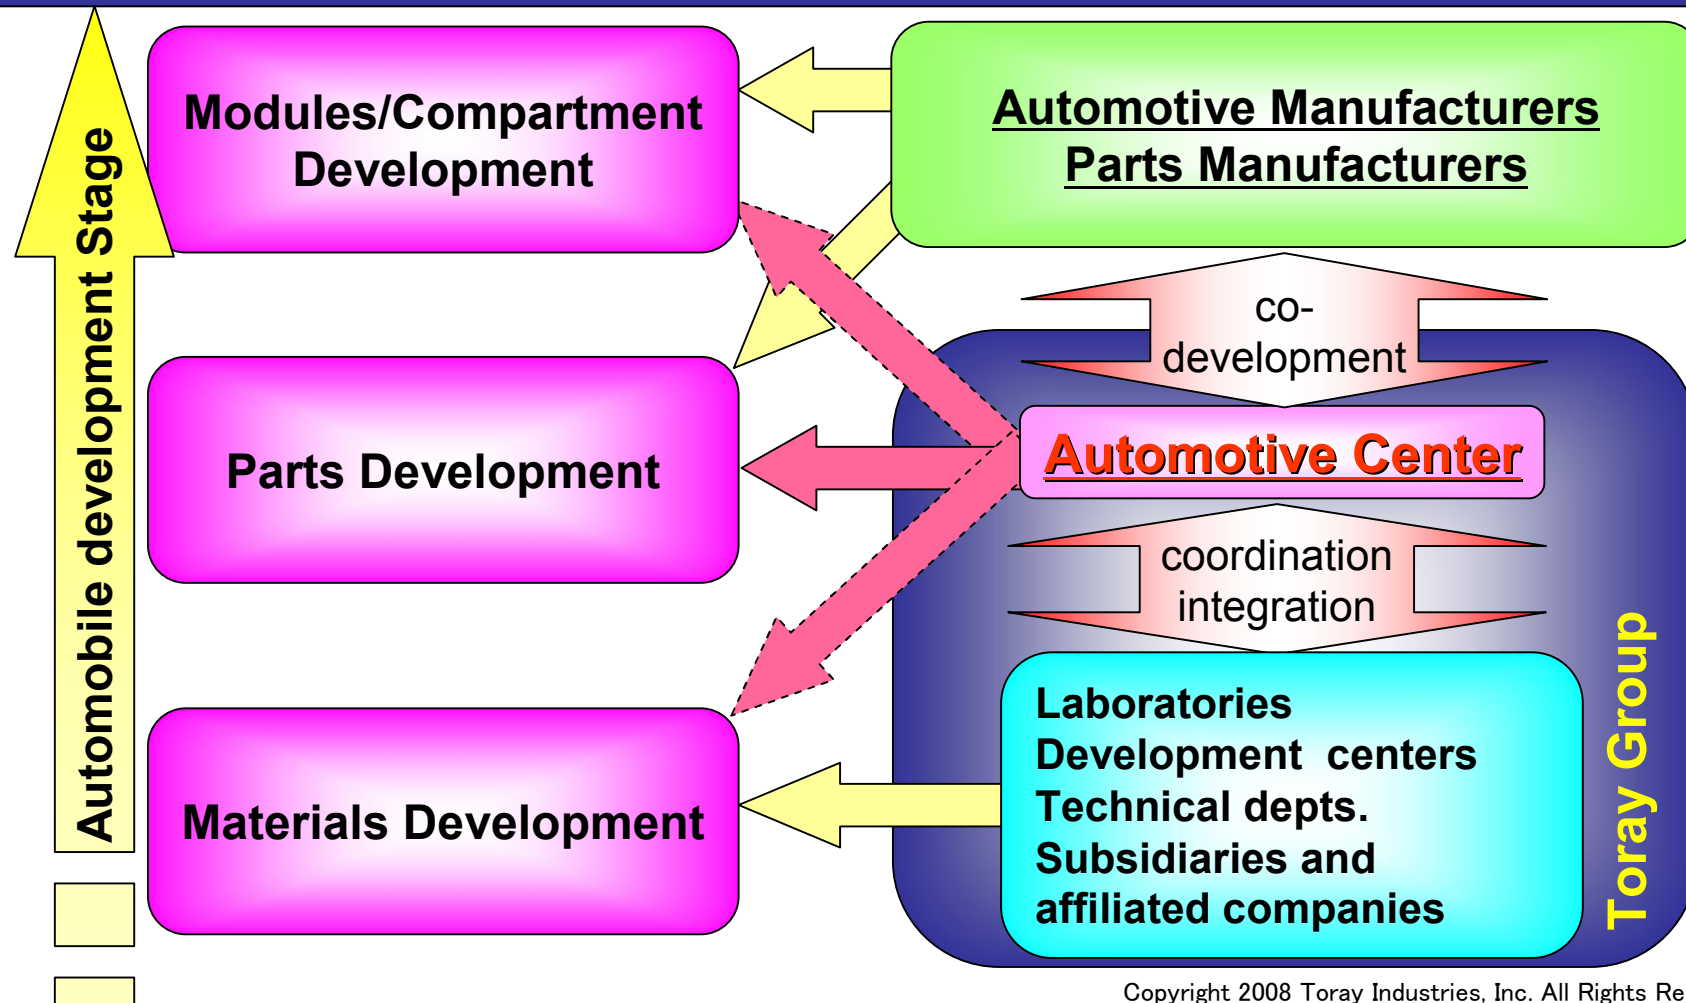 Automobile development Stage
Modules/Compartment
Development
Parts Development
Materials Development
Automotive Manufacturers
Parts Manufacturers
co-
development
Automotive Center
coordination
integration
Laboratories
Development centers
Technical depts.
Subsidiaries and
affiliated companies
Toray Group
Copyright 2008 Toray Industries, Inc. All Rights Re